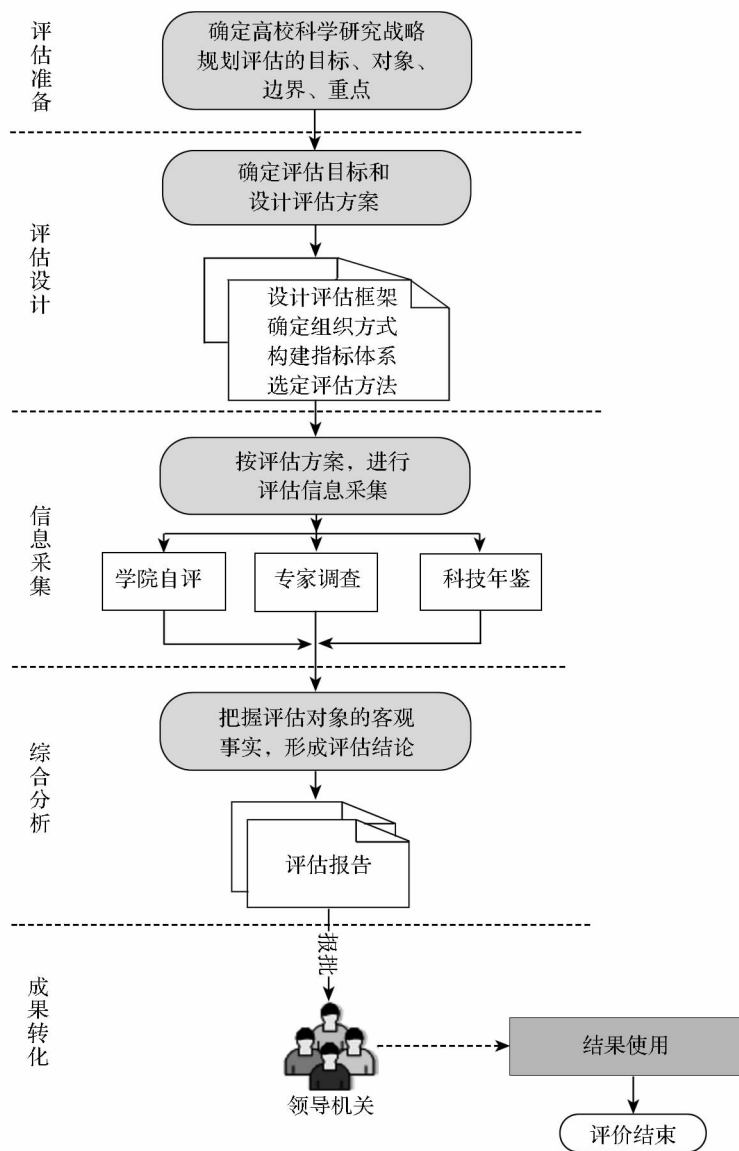 评估准备
确定高校科学研究战略
规划评估的目标、对象、
边界、重点
评估设计
确定评估目标和
设计评估方案
设计评估框架
确定组织方式
构建指标体系
选定评估方法
信息采集
按评估方案，进行
评估信息采集
学院自评
专家调查
科技年鉴
综合分析
把握评估对象的客观
事实，形成评估结论
评估报告
成果转化
报批
领导机关
结果使用
评价结束